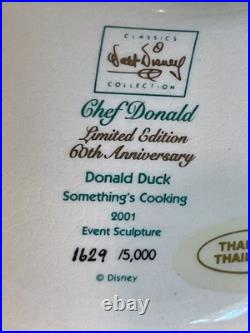 CLASSICS
Walt Disney
COLLECTION
Chef Donald
Limited Edition
60th Anniversary
Donald Duck
Something's Cooking
2001
Event Sculpture
1629 /5,000
© Disney
THAI
THAIL